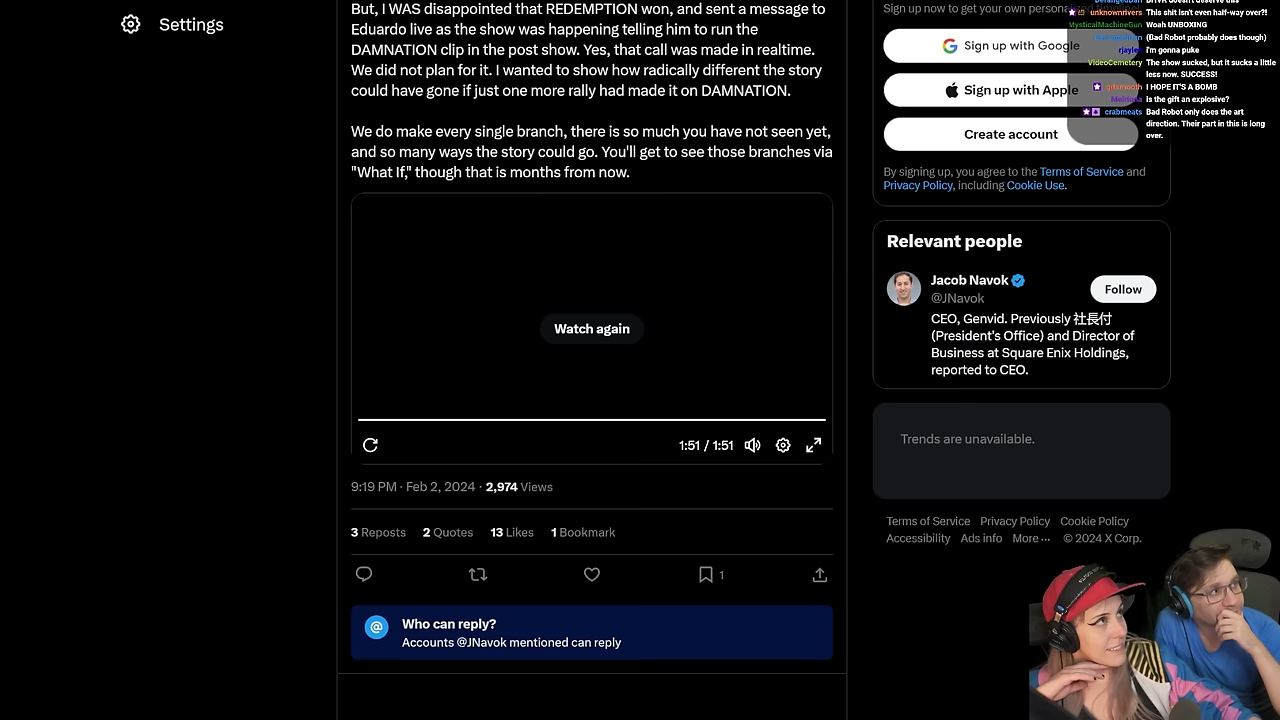 Settings
But, I WAS disappointed that REDEMPTION won, and sent a message to
Eduardo live as the show was happening telling him to run the
DAMNATION clip in the post show. Yes, that call was made in realtime.
We did not plan for it. I wanted to show how radically different the story
could have gone if just one more rally had made it on DAMNATION.
We do make every single branch, there is so much you have not seen yet,
and so many ways the story could go. You'll get to see those branches via
"What If," though that is months from now.
Watch again
1:51 / 1:51
9:19 PM · Feb 2, 2024 · 2,974 Views
3 Reposts 2 Quotes 13 Likes 1 Bookmark
1
Who can reply?
Accounts @JNavok mentioned can reply
Sign up now to get your own
Sign up with Google
Sign up with Apple
Create account
By signing up, you agree to the Terms of Service and
Privacy Policy, including Cookie Use.
Relevant people
Jacob Navok
@JNavok
Follow
CEO, Genvid. Previously 社長付
(President's Office) and Director of
Business at Square Enix Holdings,
reported to CEO.
Trends are unavailable.
Terms of Service Privacy Policy Cookie Policy
Accessibility Ads info More ··· © 2024 X Corp.
unknownrivers This shit isn't even half-way over?!
MysticalMachineGun Woah UNBOXING
(Bad Robot probably does though)
rjaylee i'm gonna puke
VideoCemetery The show sucked, but it sucks a little
less now. SUCCESS!
gitsmooth I HOPE IT'S A BOMB
Is the gift an explosive?
crabmeats Bad Robot only does the art
direction. Their part in this is long
over.